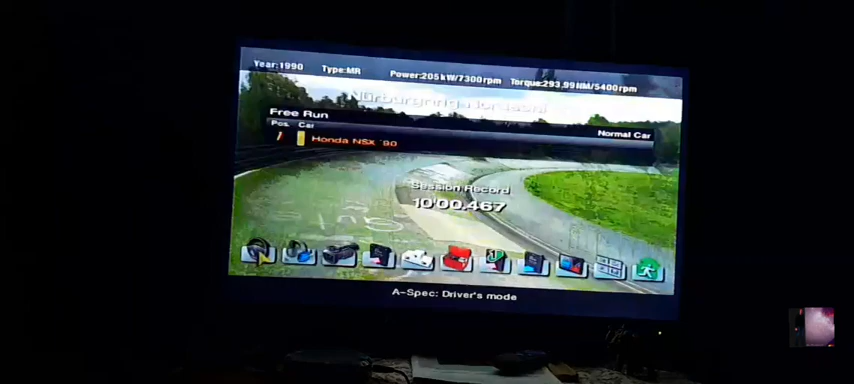 Year:1990 Type:MR Power:205kW/7300rpm Torque:293.99NM/5400rpm
Nürburgring Nordschleife
Free Run
Pos. Car Normal Car
1 Honda NSX '90
Session Record
10'00.467
A-Spec: Driver's mode